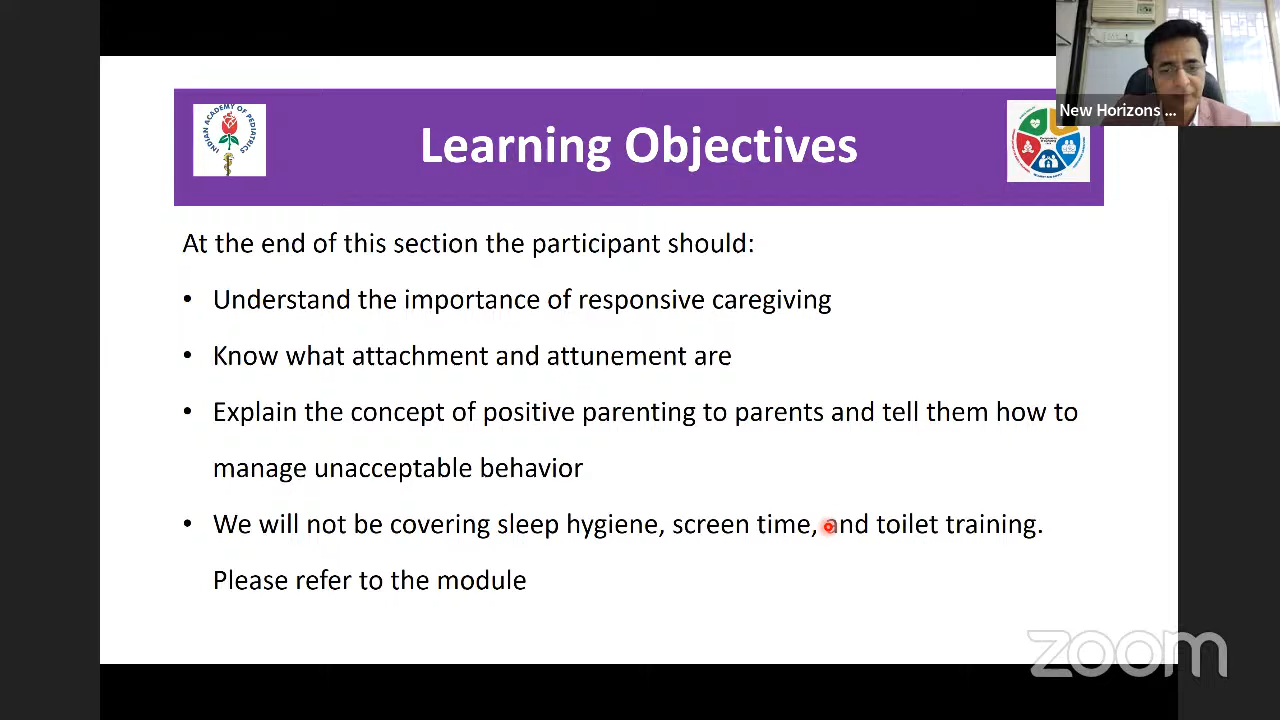 New Horizons ...
INDIAN ACADEMY OF PEDIATRICS
Learning Objectives
At the end of this section the participant should:
• Understand the importance of responsive caregiving
• Know what attachment and attunement are
• Explain the concept of positive parenting to parents and tell them how to
manage unacceptable behavior
• We will not be covering sleep hygiene, screen time, and toilet training.
Please refer to the module
zoom